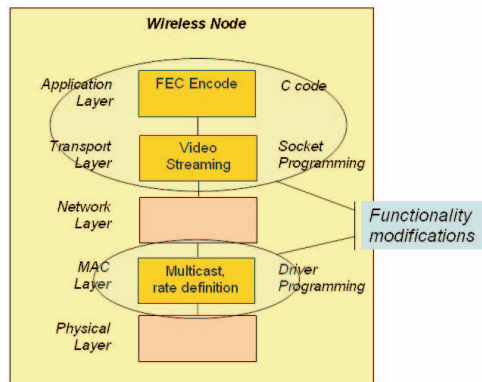 Wireless Node
Application
Layer
FEC Encode
C code
Transport
Layer
Video
Streaming
Socket
Programming
Network
Layer
Functionality
modifications
MAC
Layer
Multicast,
rate definition
Driver
Programming
Physical
Layer